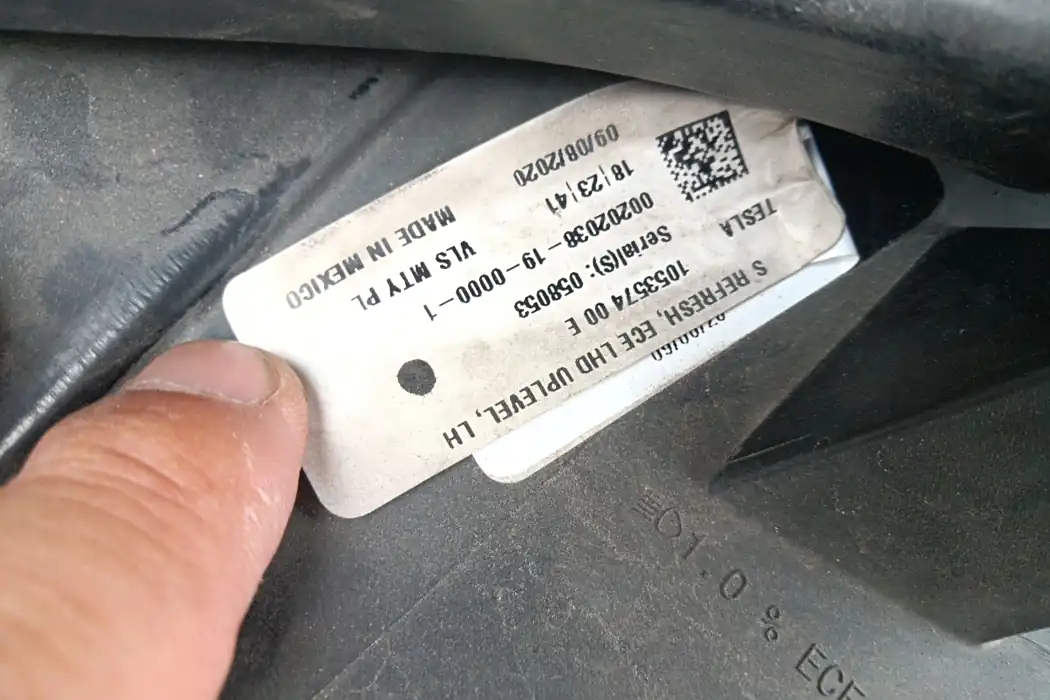 TESLA
S REFRESH, ECE LHD UPLEVEL, LH
1053574 00 E
Serial(S): 058053
00202038-19-0000-1
18|23|41
VLS MTY PL
09/08/2020
MADE IN MEXICO
1.0 % ECE